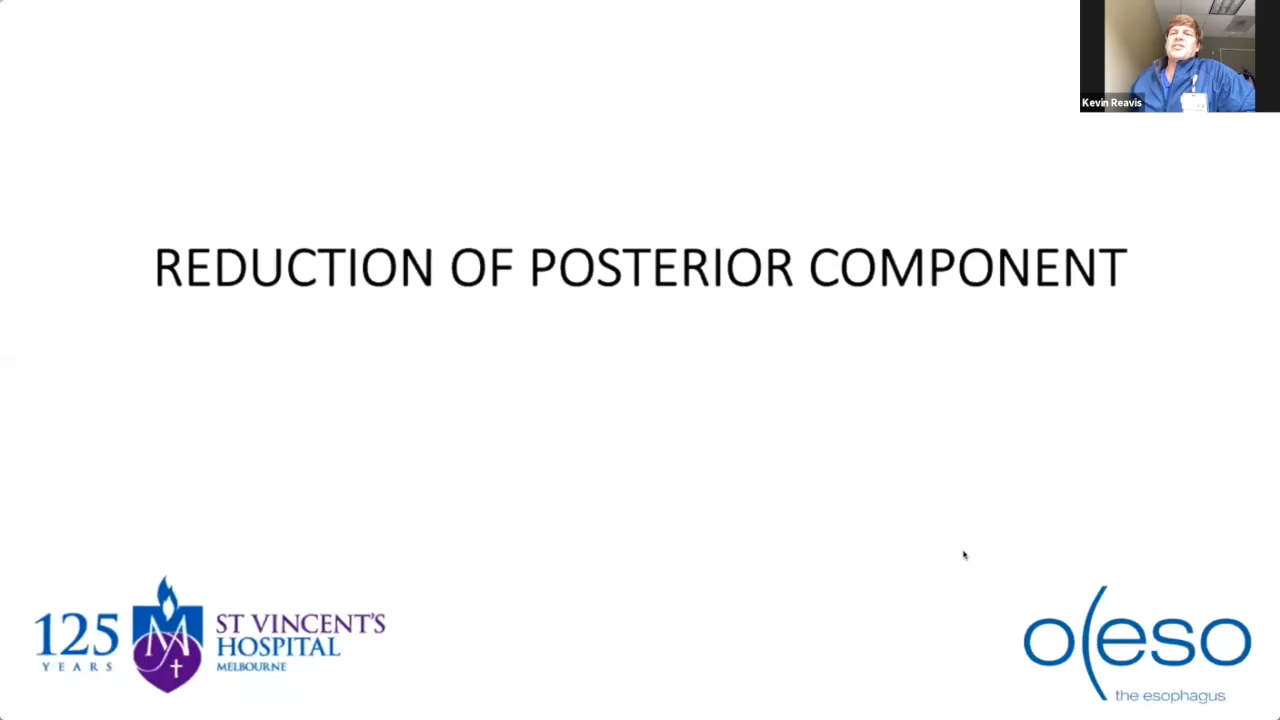 Kevin Reavis
REDUCTION OF POSTERIOR COMPONENT
125
YEARS
ST VINCENT'S
HOSPITAL
MELBOURNE
oeso
the esophagus